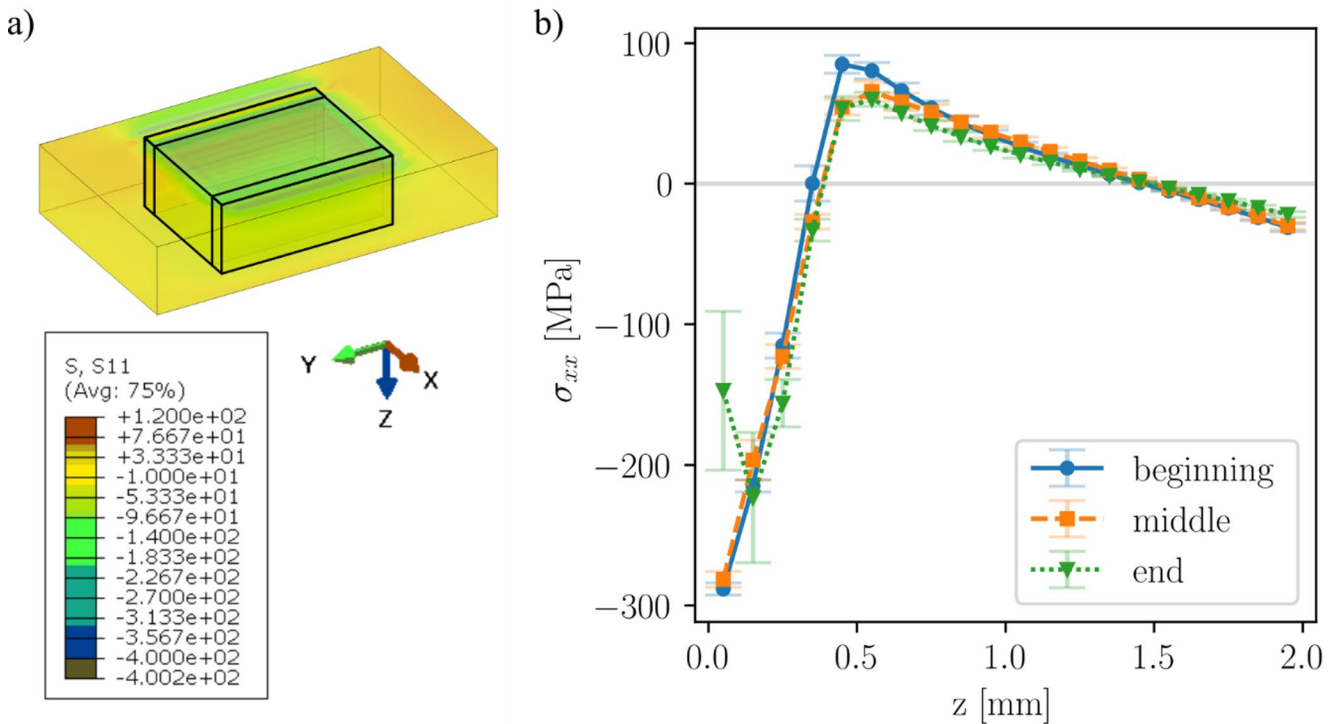 a)
S, S11
(Avg: 75%)
+1.200e+02
+7.667e+01
+3.333e+01
-1.000e+01
-5.333e+01
-9.667e+01
-1.400e+02
-1.833e+02
-2.267e+02
-2.700e+02
-3.133e+02
-3.567e+02
-4.000e+02
-4.002e+02
Y
X
Z
b)
100
0
−100
−200
−300
σxx [MPa]
beginning
middle
end
0.0
0.5
1.0
1.5
2.0
z [mm]